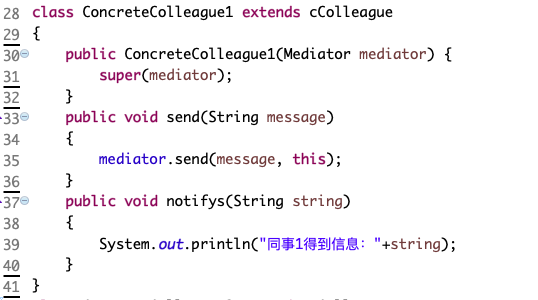 28 class ConcreteColleague1 extends cColleague
29 {
30     public ConcreteColleague1(Mediator mediator) {
31         super(mediator);
32     }
33     public void send(String message)
34     {
35         mediator.send(message, this);
36     }
37     public void notifys(String string)
38     {
39         System.out.println("同事1得到信息："+string);
40     }
41 }